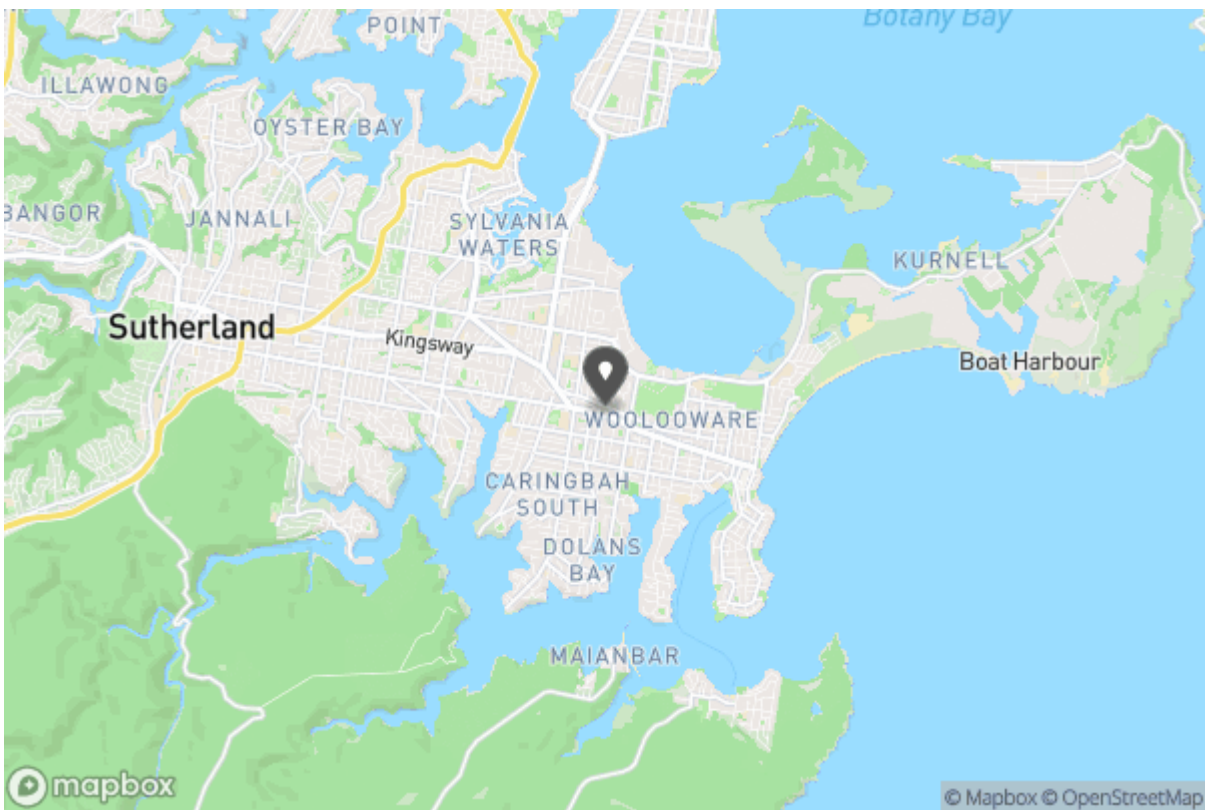 Botany Bay
POINT
ILLAWONG
OYSTER BAY
BANGOR
JANNALI
SYLVANIA
WATERS
KURNELL
Sutherland
Kingsway
Boat Harbour
WOOLOOWARE
CARINGBAH
SOUTH
DOLANS
BAY
MAIANBAR
mapbox
© Mapbox © OpenStreetMap